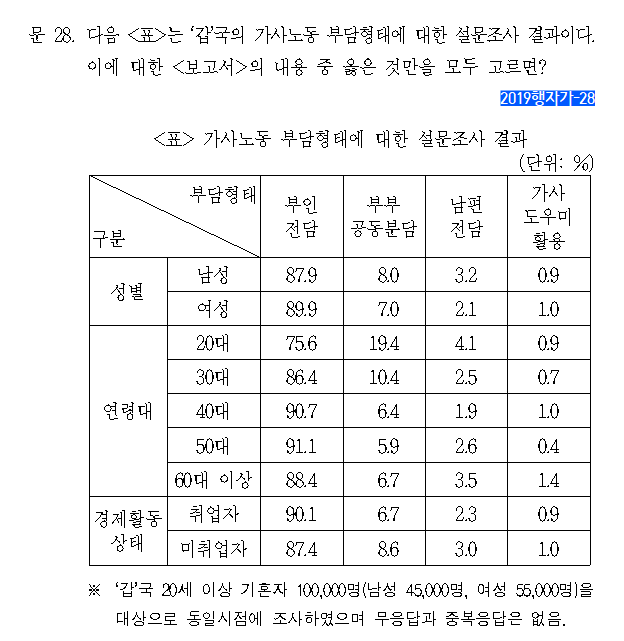 문 28. 다음 <표>는 ‘갑’국의 가사노동 부담형태에 대한 설문조사 결과이다.
이에 대한 <보고서>의 내용 중 옳은 것만을 모두 고르면?
2019행자가-28
<표> 가사노동 부담형태에 대한 설문조사 결과
(단위: %)
부담형태
구분
부인
전담
부부
공동분담
남편
전담
가사
도우미
활용
성별
남성 87.9 8.0 3.2 0.9
여성 89.9 7.0 2.1 1.0
연령대
20대 75.6 19.4 4.1 0.9
30대 86.4 10.4 2.5 0.7
40대 90.7 6.4 1.9 1.0
50대 91.1 5.9 2.6 0.4
60대 이상 88.4 6.7 3.5 1.4
경제활동
상태
취업자 90.1 6.7 2.3 0.9
미취업자 87.4 8.6 3.0 1.0
※ ‘갑’국 20세 이상 기혼자 100,000명(남성 45,000명, 여성 55,000명)을
대상으로 동일시점에 조사하였으며 무응답과 중복응답은 없음.